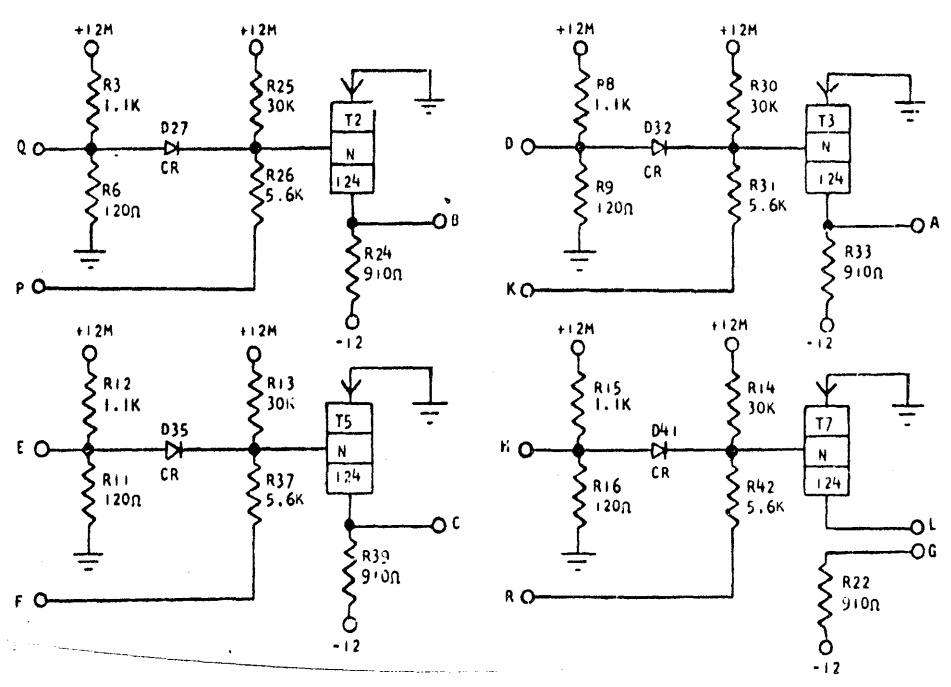 +12M
+12M
R3
1.1K
R25
30K
T2
N
124
Q
D27
CR
R6
120Ω
R26
5.6K
B
R24
910Ω
P
-12
+12M
+12M
R8
1.1K
R30
30K
T3
N
124
D
D32
CR
R9
120Ω
R31
5.6K
A
R33
910Ω
K
-12
+12M
+12M
R12
1.1K
R13
30K
T5
N
124
E
D35
CR
R11
120Ω
R37
5.6K
C
R39
910Ω
F
-12
+12M
+12M
R15
1.1K
R14
30K
T7
N
124
H
D41
CR
R16
120Ω
R42
5.6K
L
G
R22
910Ω
R
-12